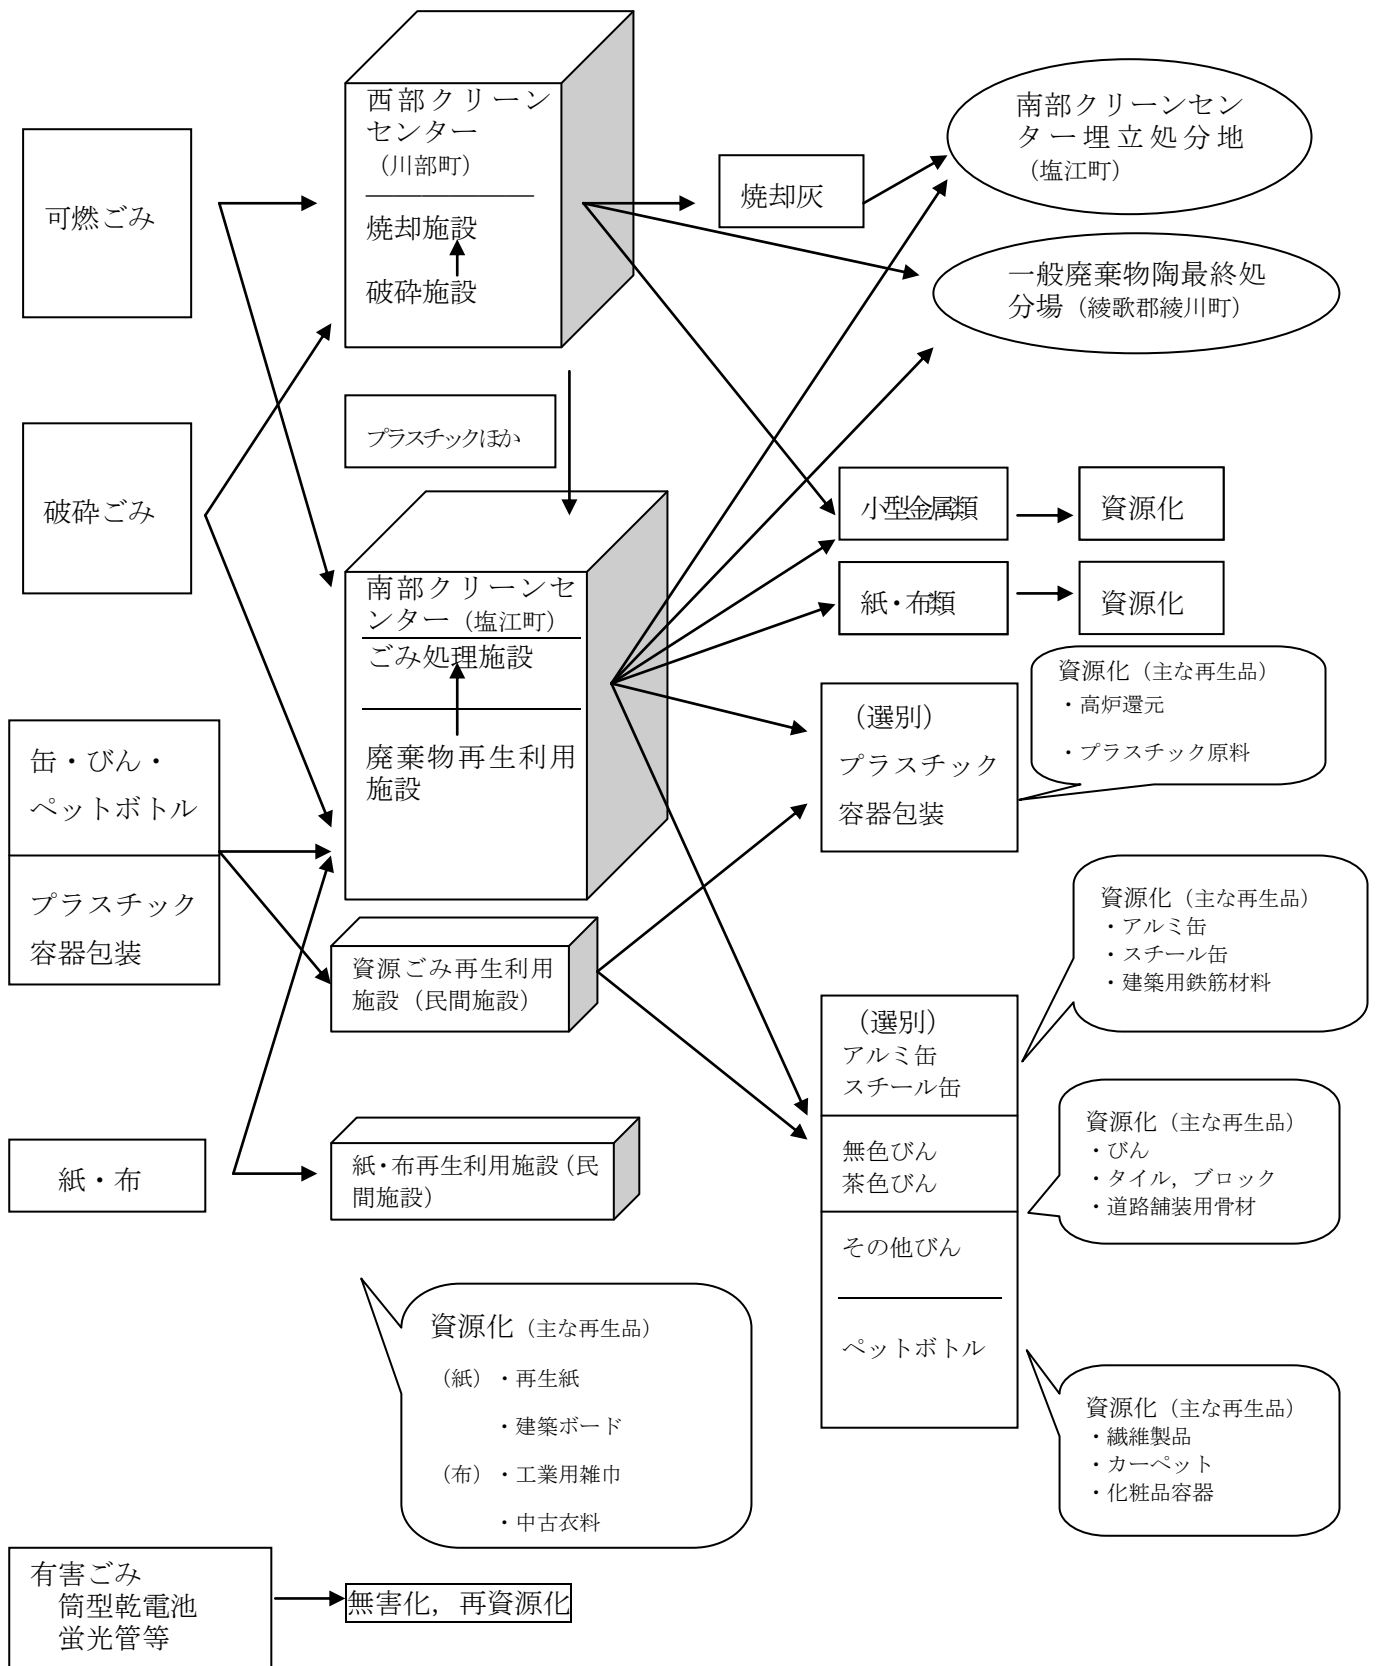 可燃ごみ
破砕ごみ
缶・びん・
ペットボトル
プラスチック
容器包装
紙・布
有害ごみ
筒型乾電池
蛍光管等
西部クリーン
センター
（川部町）
焼却施設
破砕施設
プラスチックほか
南部クリーンセ
ンター（塩江町）
ごみ処理施設
廃棄物再生利用
施設
資源ごみ再生利用
施設（民間施設）
紙・布再生利用施設（民
間施設）
資源化（主な再生品）
（紙）・再生紙
・建築ボード
（布）・工業用雑巾
・中古衣料
無害化，再資源化
焼却灰
南部クリーンセン
ター埋立処分地
（塩江町）
一般廃棄物陶最終処
分場（綾歌郡綾川町）
小型金属類
資源化
紙・布類
資源化
（選別）
プラスチック
容器包装
資源化（主な再生品）
・高炉還元
・プラスチック原料
（選別）
アルミ缶
スチール缶
無色びん
茶色びん
その他びん
ペットボトル
資源化（主な再生品）
・アルミ缶
・スチール缶
・建築用鉄筋材料
資源化（主な再生品）
・びん
・タイル，ブロック
・道路舗装用骨材
資源化（主な再生品）
・繊維製品
・カーペット
・化粧品容器